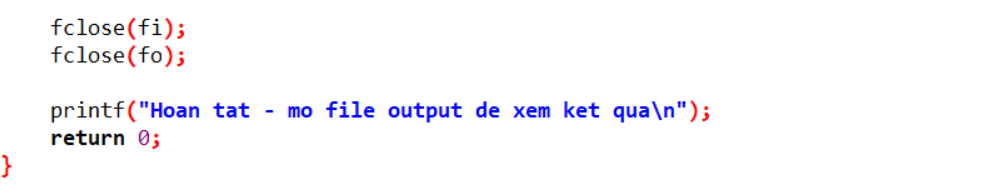 fclose(fi);
    fclose(fo);

    printf("Hoan tat - mo file output de xem ket qua\n");
    return 0;
}